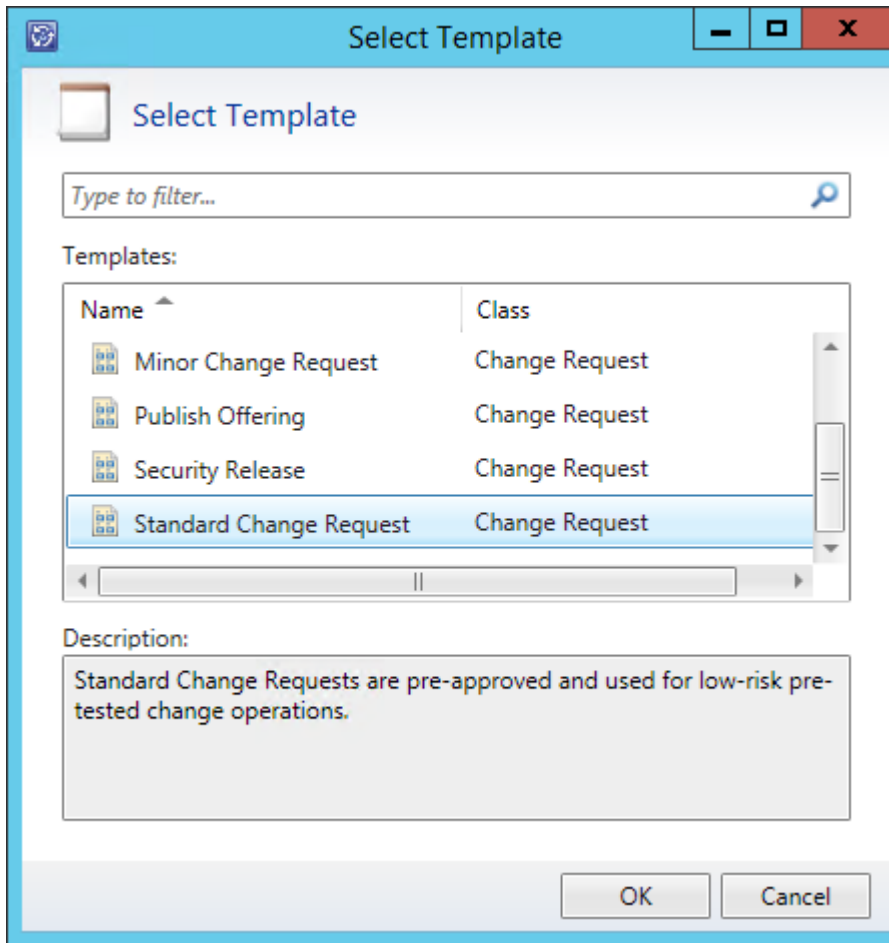 Select Template
Select Template
Type to filter...
Templates:
Name Class
Minor Change Request Change Request
Publish Offering Change Request
Security Release Change Request
Standard Change Request Change Request
Description:
Standard Change Requests are pre-approved and used for low-risk pre-
tested change operations.
OK Cancel